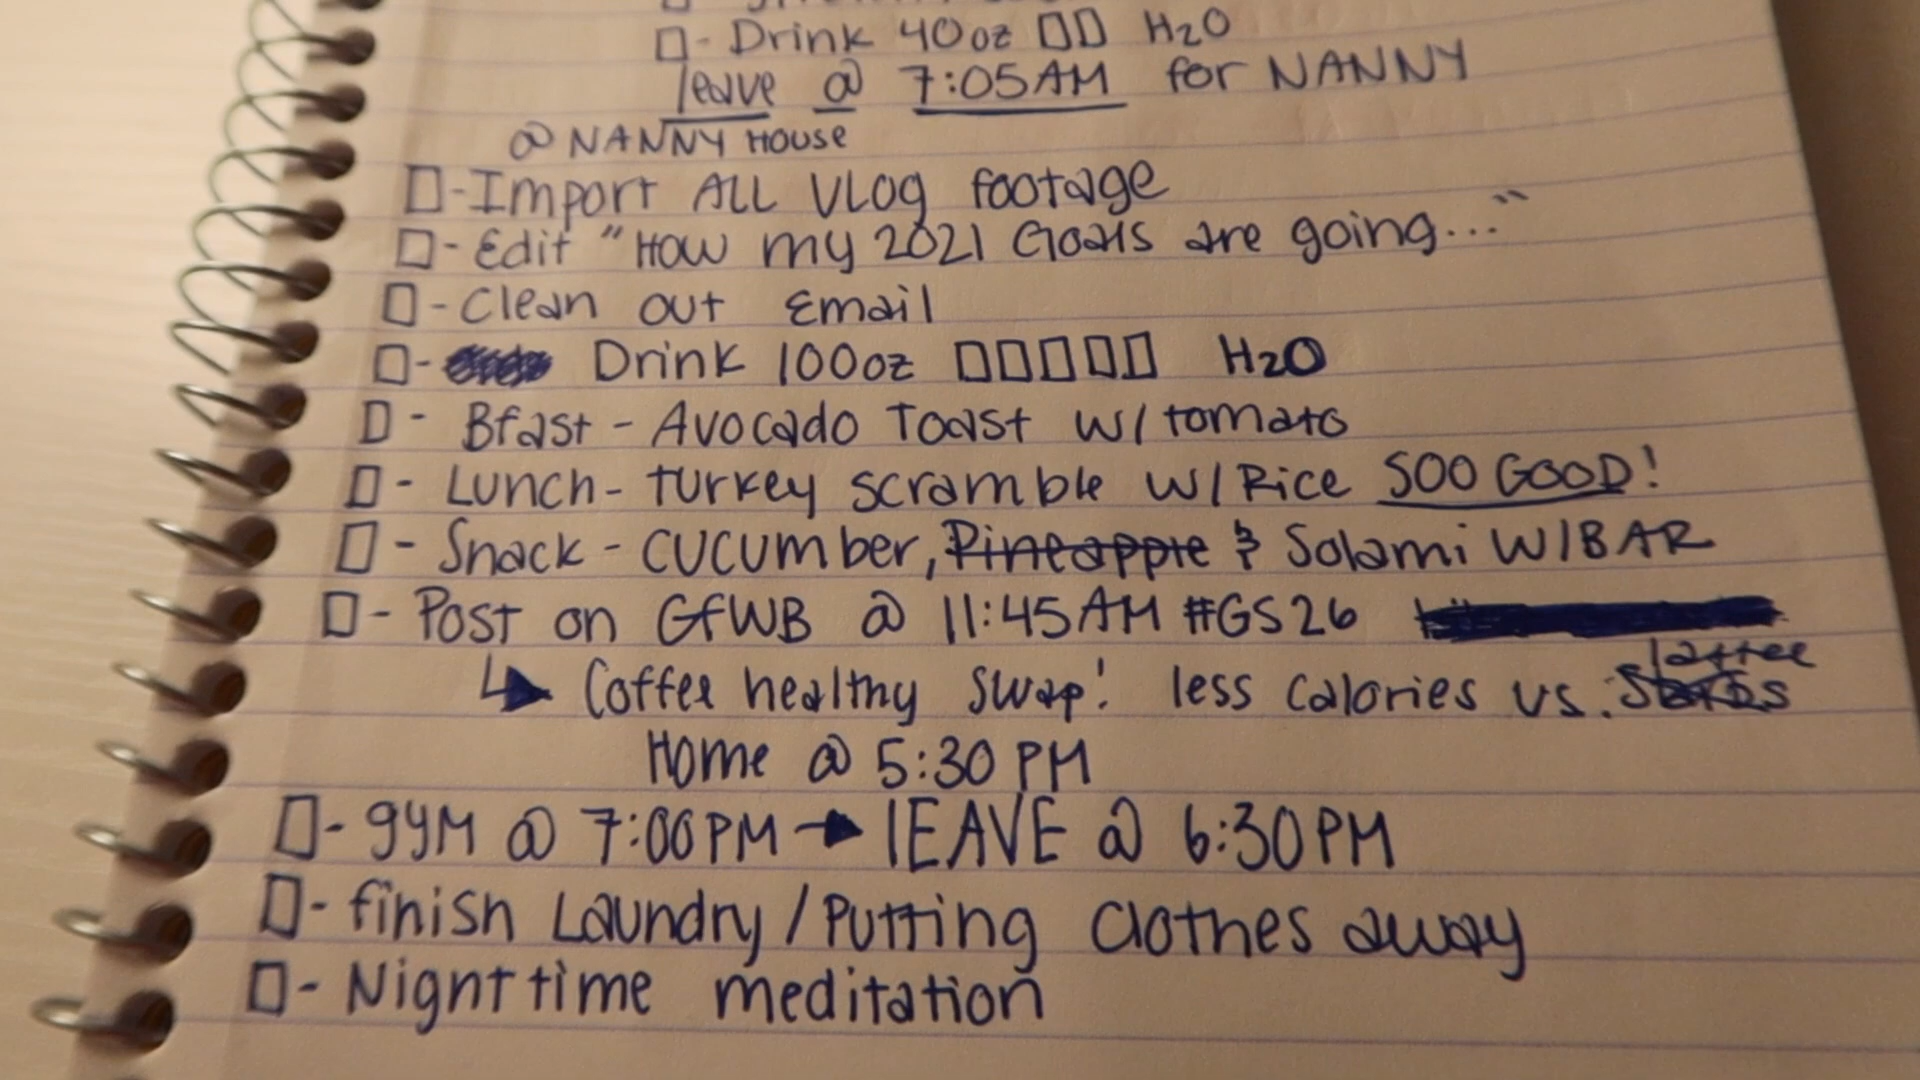 □- Drink 40oz □□ H2O
leave @ 7:05AM for NANNY
@ NANNY HOUSE
□-Import ALL VLOG footage
□- Edit "How my 2021 Goals are going..."
□- Clean out Email
□- Drink 100oz □□□□□ H2O
□- Bfast - Avocado Toast w/ tomato
□- Lunch - turkey scramble w/ Rice SOO GOOD!
□- Snack - cucumber, Pineapple & Salami W/BAR
□- Post on GFWB @ 11:45AM #GS26
↳ Coffee healthy swap! less calories vs. lattee
Home @ 5:30 PM
□- gyM @ 7:00PM → lEAVE @ 6:30PM
□- finish Laundry/Putting Clothes away
□- Night time meditation